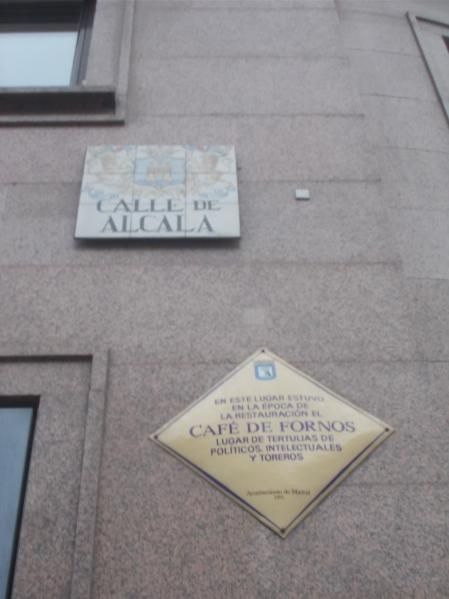 CALLE DE
ALCALA
EN ESTE LUGAR ESTUVO
EN LA EPOCA DE
LA RESTAURACIÓN EL
CAFÉ DE FORNOS
LUGAR DE TERTULIAS DE
POLÍTICOS, INTELECTUALES
Y TOREROS
Ayuntamiento de Madrid